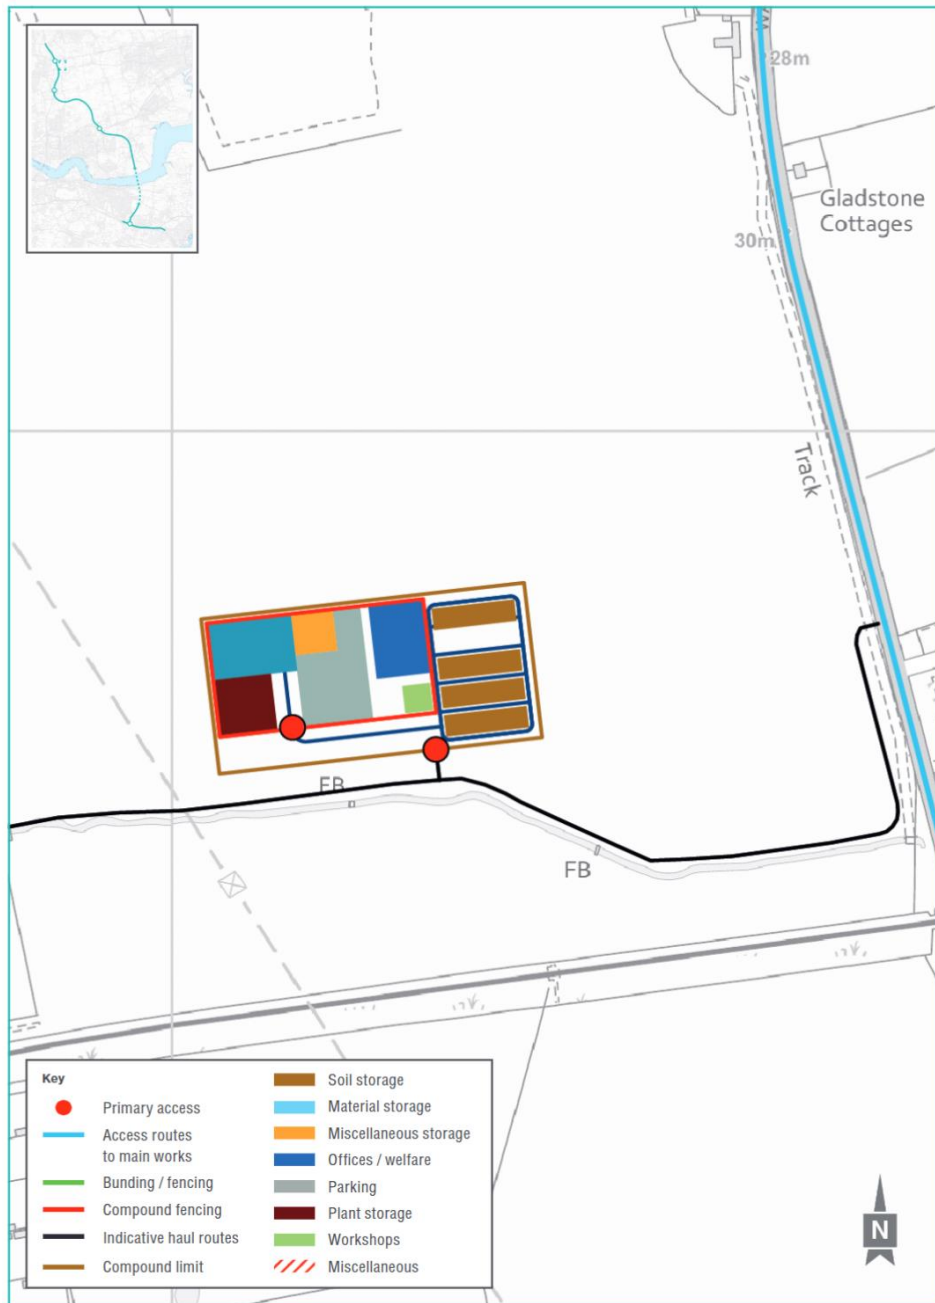 28m
Gladstone
Cottages
30m
Track
FB
FB
Key
Primary access
Access routes
to main works
Bunding / fencing
Compound fencing
Indicative haul routes
Compound limit
Soil storage
Material storage
Miscellaneous storage
Offices / welfare
Parking
Plant storage
Workshops
Miscellaneous
N